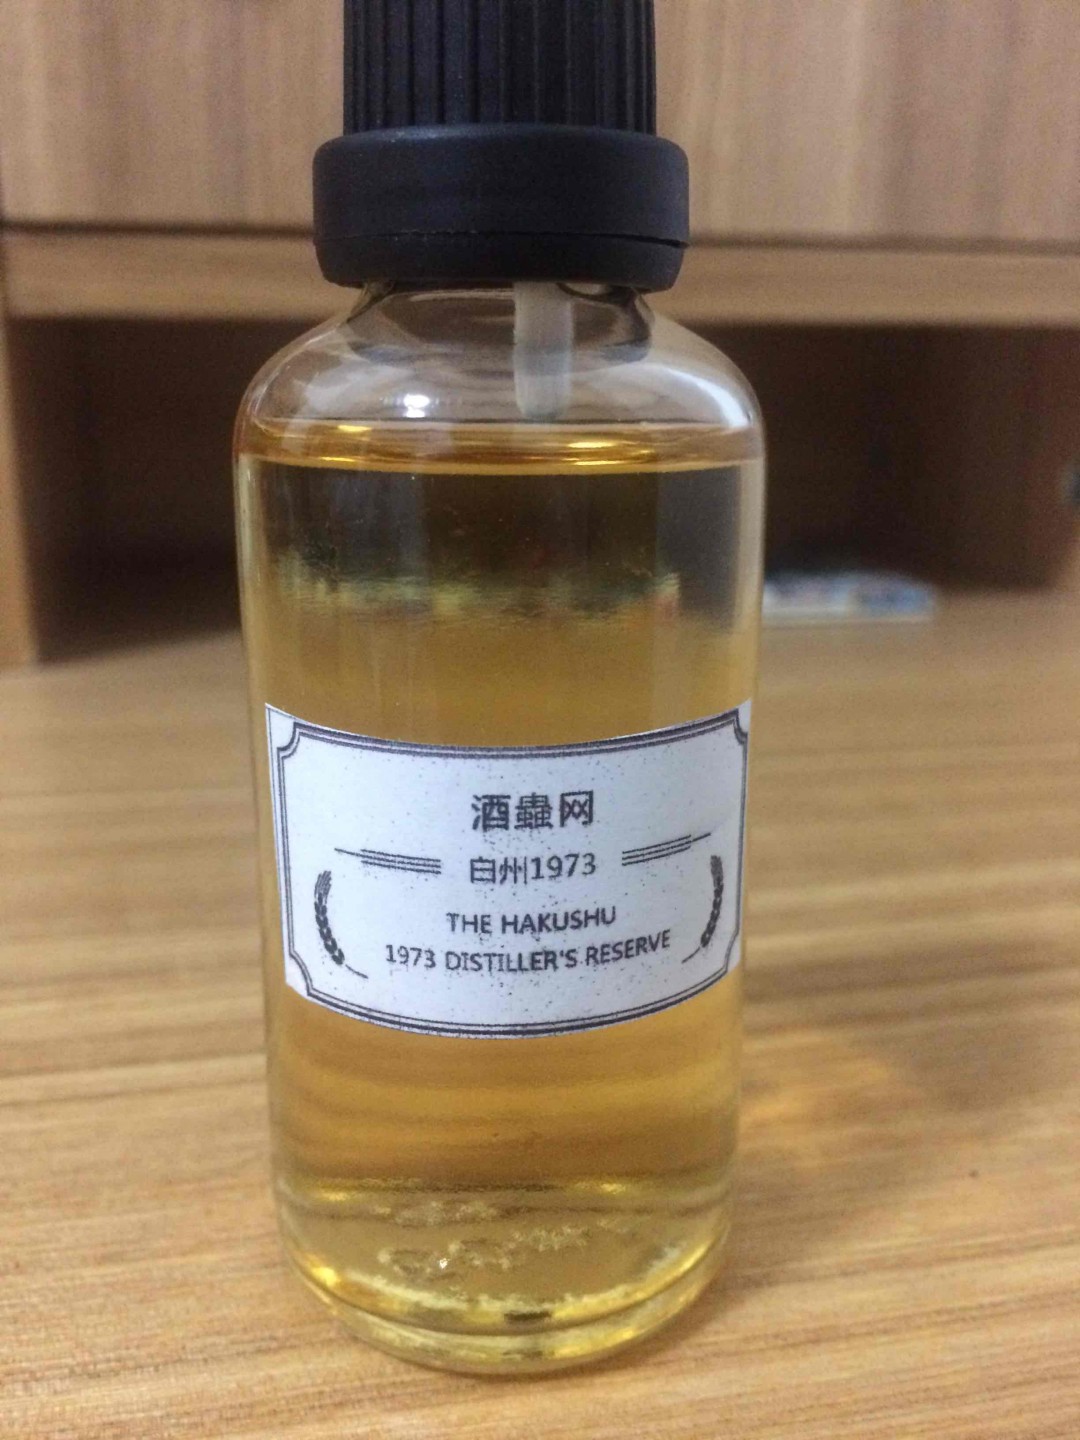 酒蟲网
白州1973
THE HAKUSHU
1973 DISTILLER'S RESERVE